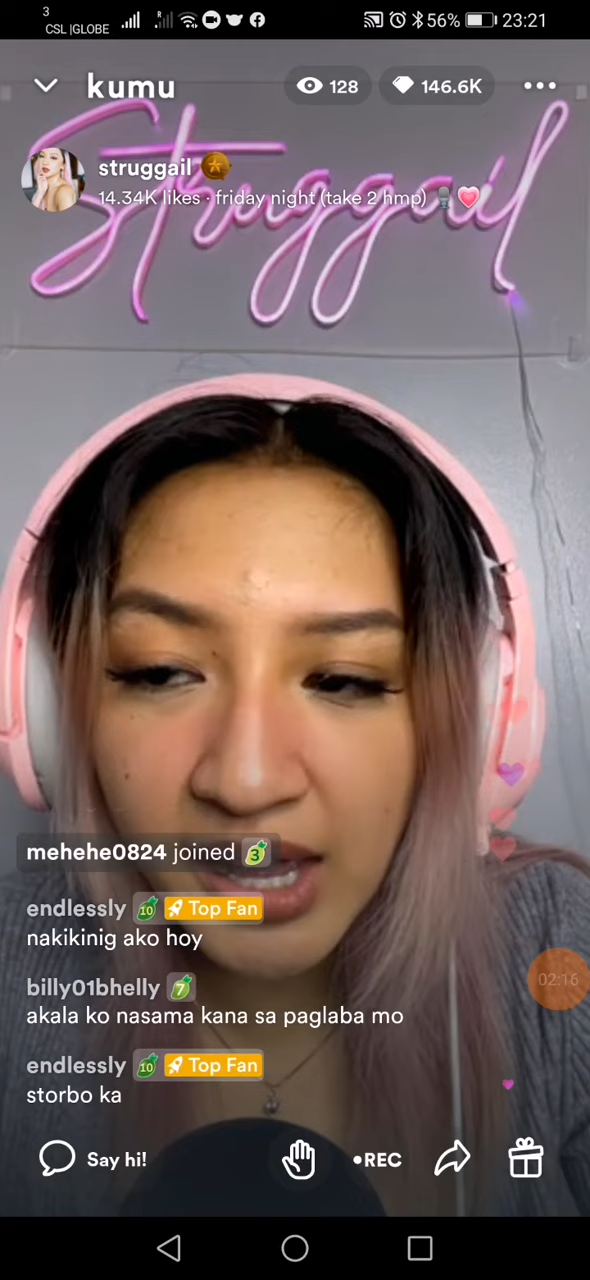 3
CSL |GLOBE
56% 23:21
kumu 128 146.6K
Struggail
struggail
14.34K likes · friday night (take 2 hmp)
mehehe0824 joined 3
endlessly 10 Top Fan
nakikinig ako hoy
billy01bhelly 7
akala ko nasama kana sa paglaba mo
02:16
endlessly 10 Top Fan
storbo ka
Say hi! •REC